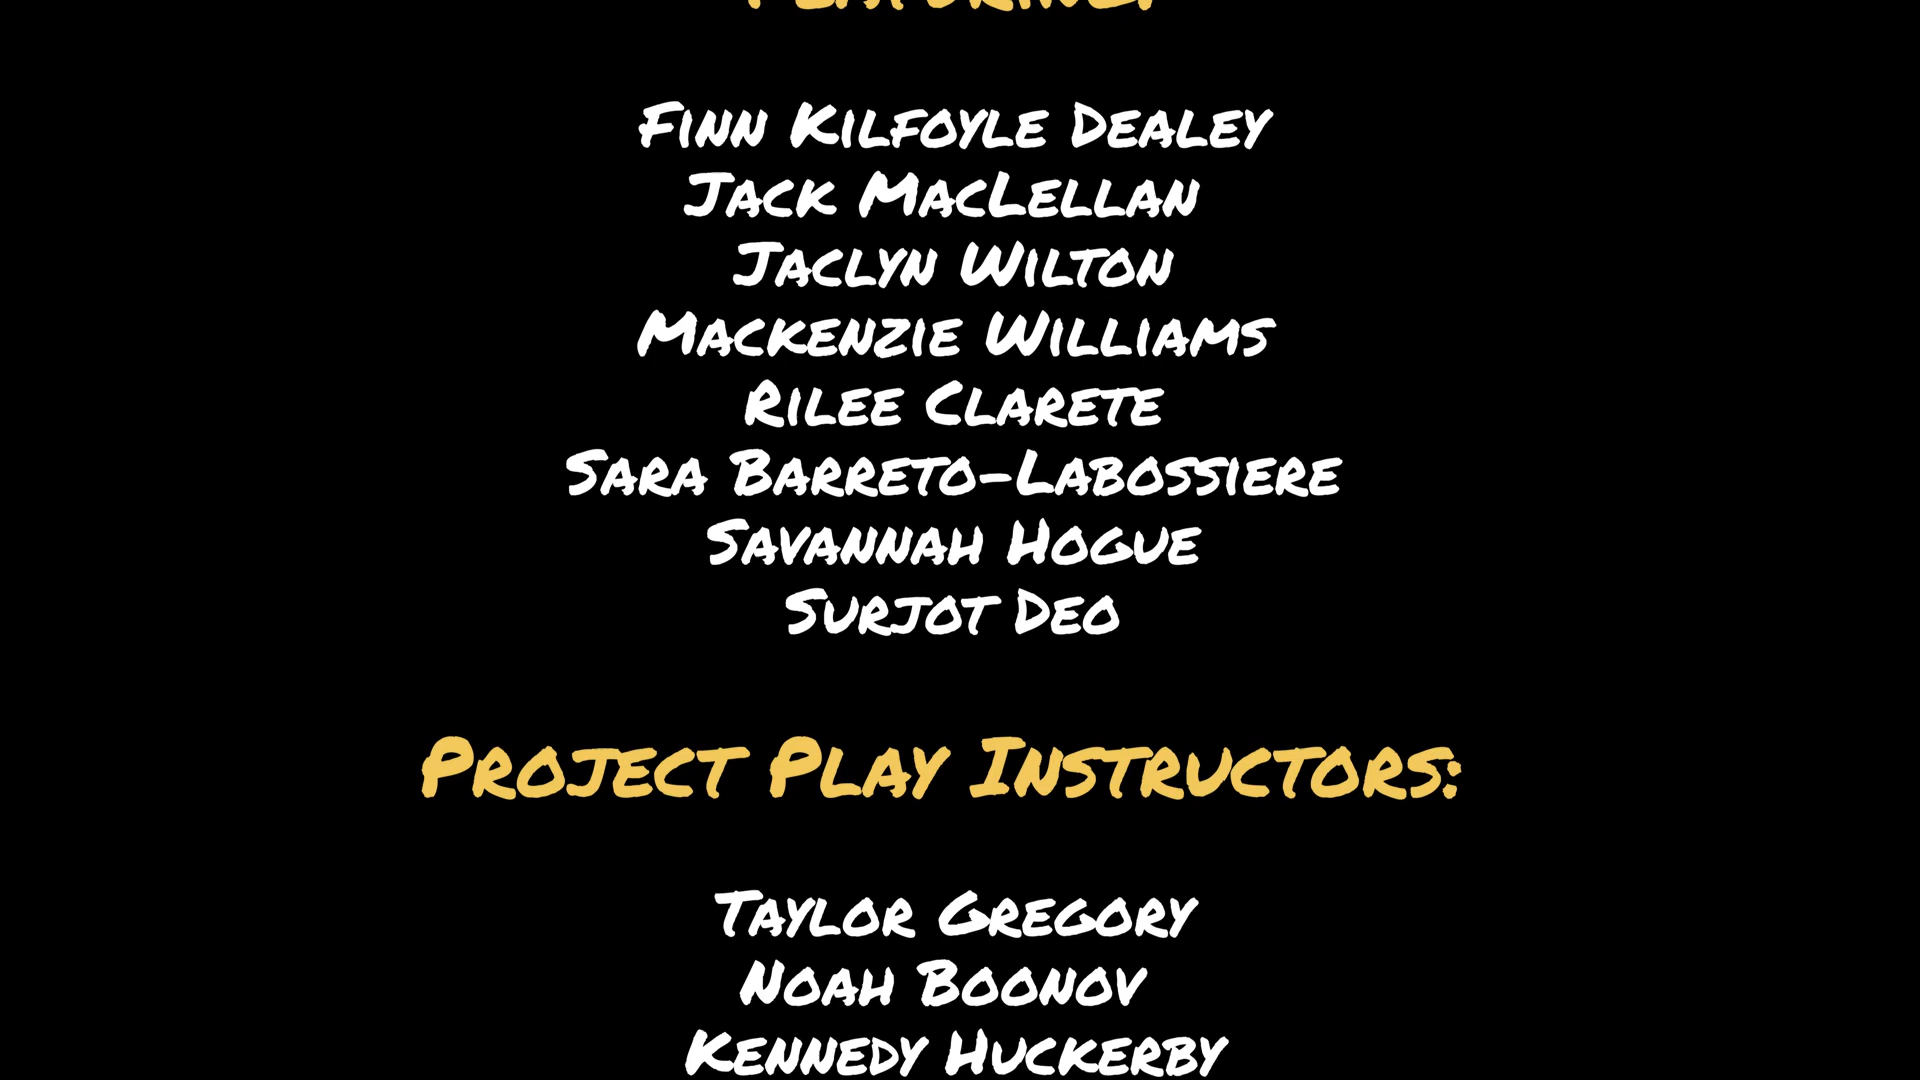 Finn Kilfoyle Dealey
Jack MacLellan
Jaclyn Wilton
Mackenzie Williams
Rilee Clarete
Sara Barreto-Labossiere
Savannah Hogue
Surjot Deo
Project Play Instructors:
Taylor Gregory
Noah Boonov
Kennedy Huckerby